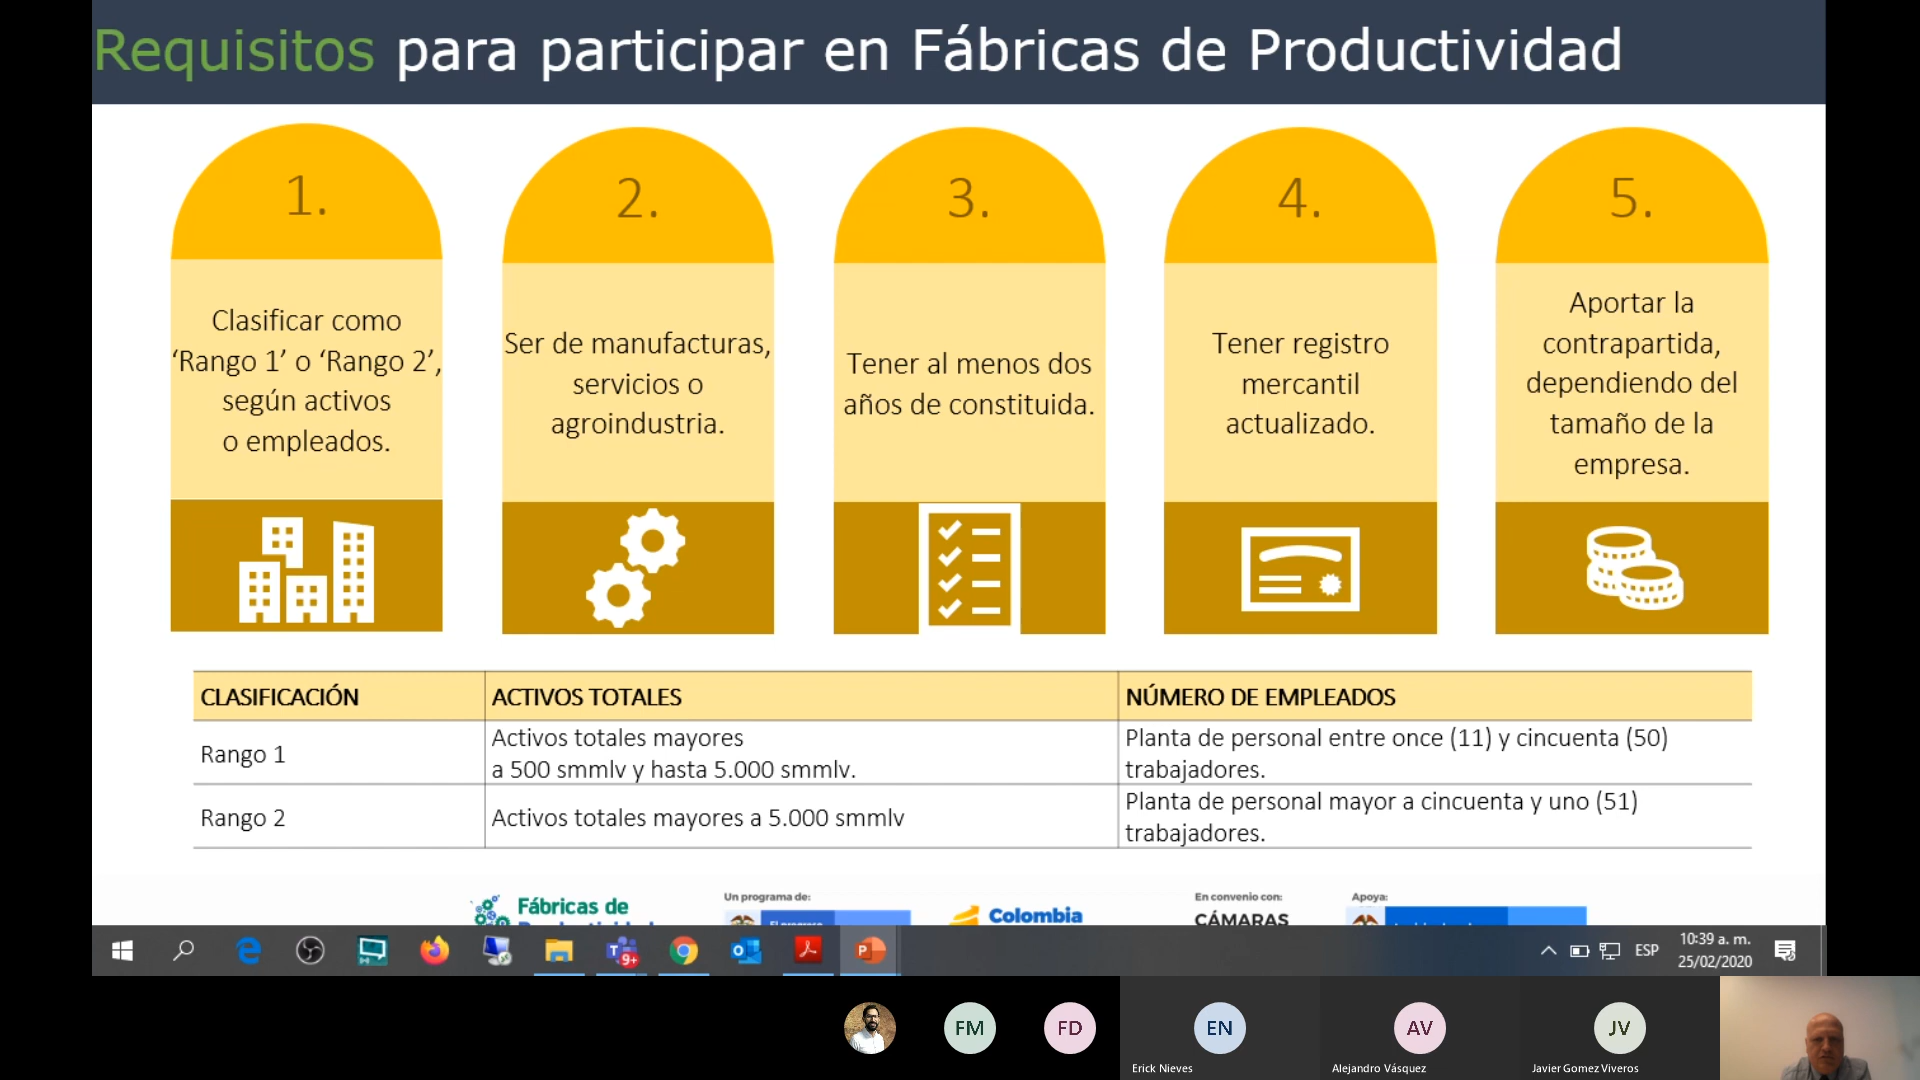 Requisitos para participar en Fábricas de Productividad
1.
Clasificar como
‘Rango 1’ o ‘Rango 2’,
según activos
o empleados.
2.
Ser de manufacturas,
servicios o
agroindustria.
3.
Tener al menos dos
años de constituida.
4.
Tener registro
mercantil
actualizado.
5.
Aportar la
contrapartida,
dependiendo del
tamaño de la
empresa.
CLASIFICACIÓN
ACTIVOS TOTALES
NÚMERO DE EMPLEADOS
Rango 1
Activos totales mayores
a 500 smmlv y hasta 5.000 smmlv.
Planta de personal entre once (11) y cincuenta (50)
trabajadores.
Rango 2
Activos totales mayores a 5.000 smmlv
Planta de personal mayor a cincuenta y uno (51)
trabajadores.
Fábricas de
Un programa de:
Colombia
En convenio con:
CÁMARAS
Apoya:
9+
ESP
10:39 a. m.
25/02/2020
FM
FD
EN
Erick Nieves
AV
Alejandro Vásquez
JV
Javier Gomez Viveros